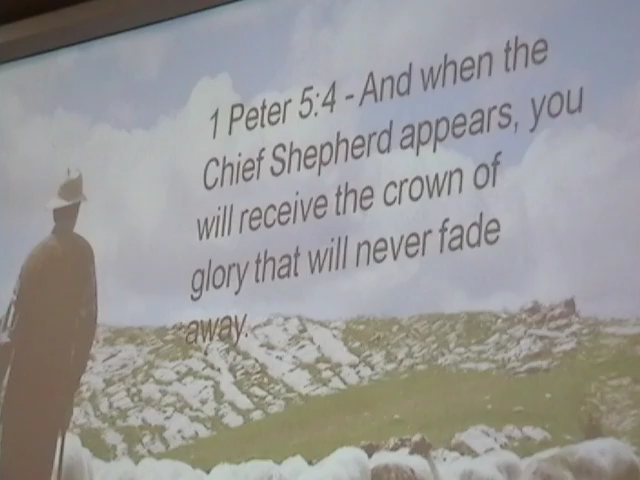 1 Peter 5:4 - And when the
Chief Shepherd appears, you
will receive the crown of
glory that will never fade
away.